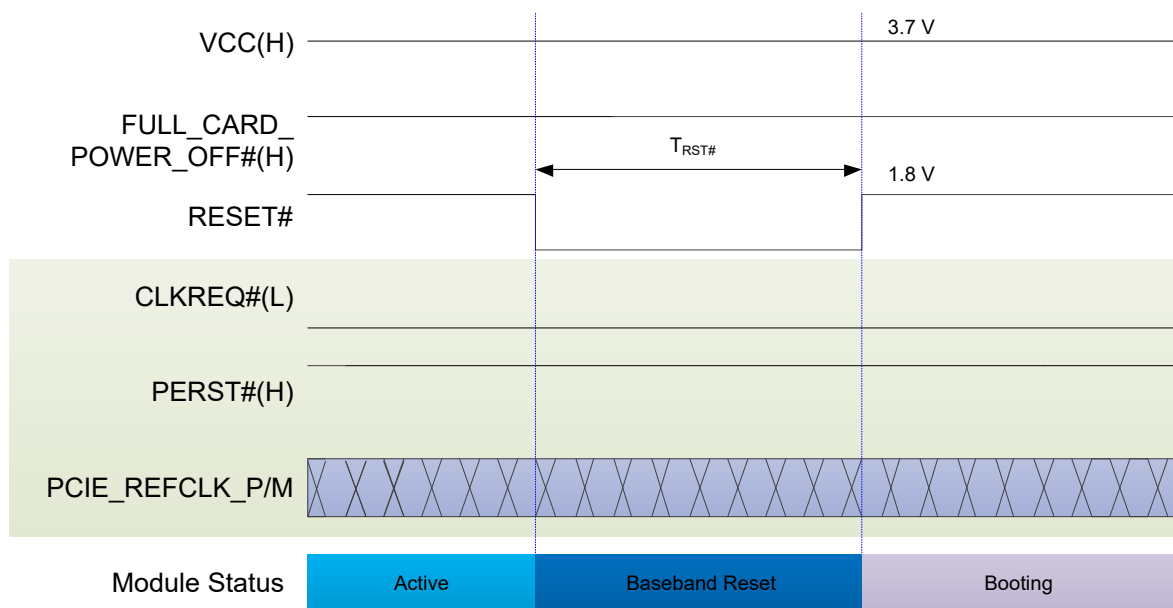 VCC(H)
3.7 V
FULL_CARD_
POWER_OFF#(H)
TRST#
1.8 V
RESET#
CLKREQ#(L)
PERST#(H)
PCIE_REFCLK_P/M
Module Status
Active
Baseband Reset
Booting